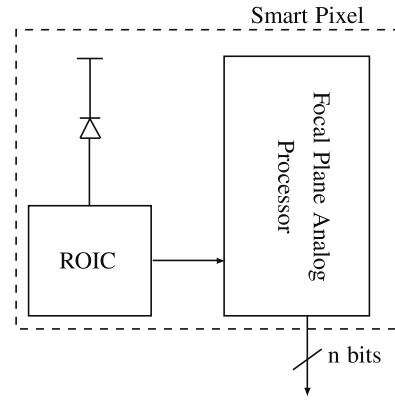 Smart Pixel
Focal Plane Analog
Processor
ROIC
n bits